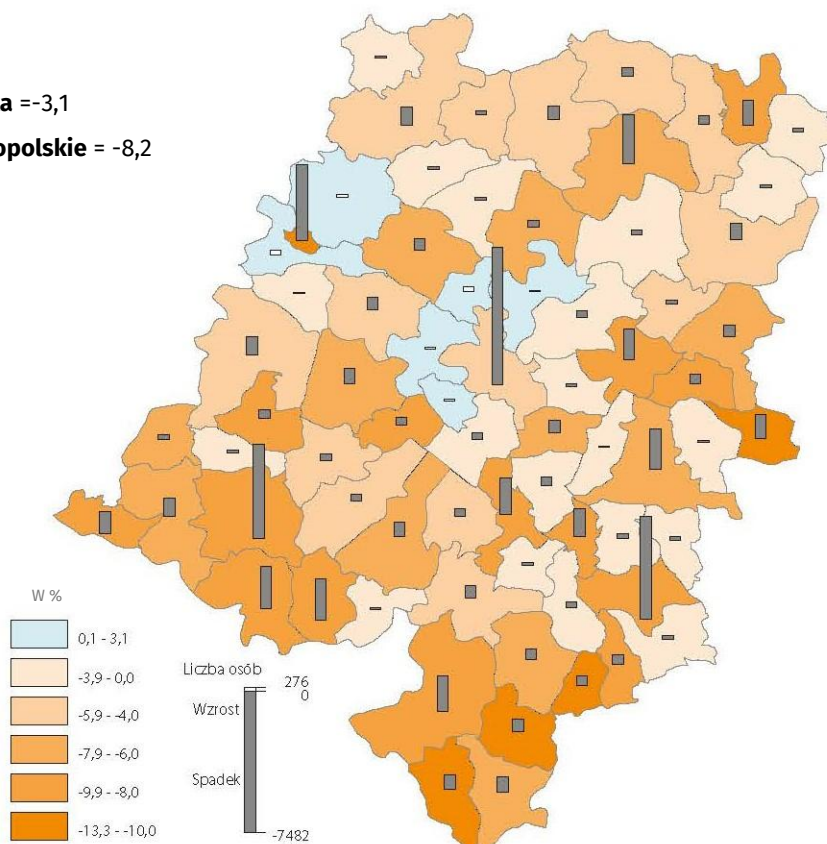 a =-3,1
opolskie = -8,2
W %
0,1 - 3,1
-3,9 - 0,0
-5,9 - -4,0
-7,9 - -6,0
-9,9 - -8,0
-13,3 - -10,0
Liczba osób
276
0
Wzrost
Spadek
-7482